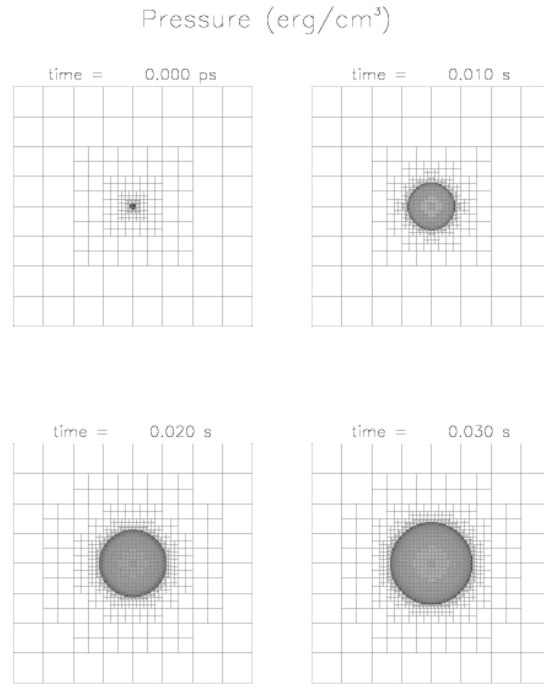 Pressure (erg/cm³)
time = 0.000 ps
time = 0.010 s
time = 0.020 s
time = 0.030 s